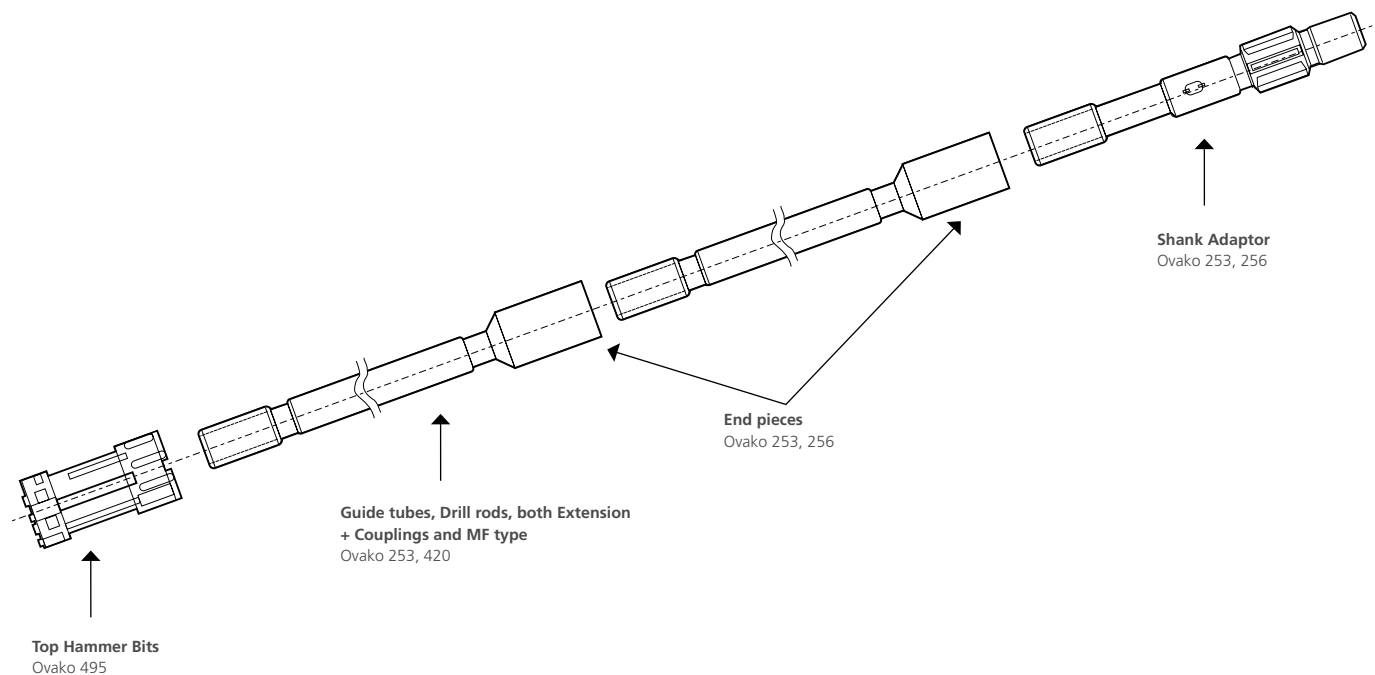 Shank Adaptor
Ovako 253, 256
End pieces
Ovako 253, 256
Guide tubes, Drill rods, both Extension
+ Couplings and MF type
Ovako 253, 420
Top Hammer Bits
Ovako 495